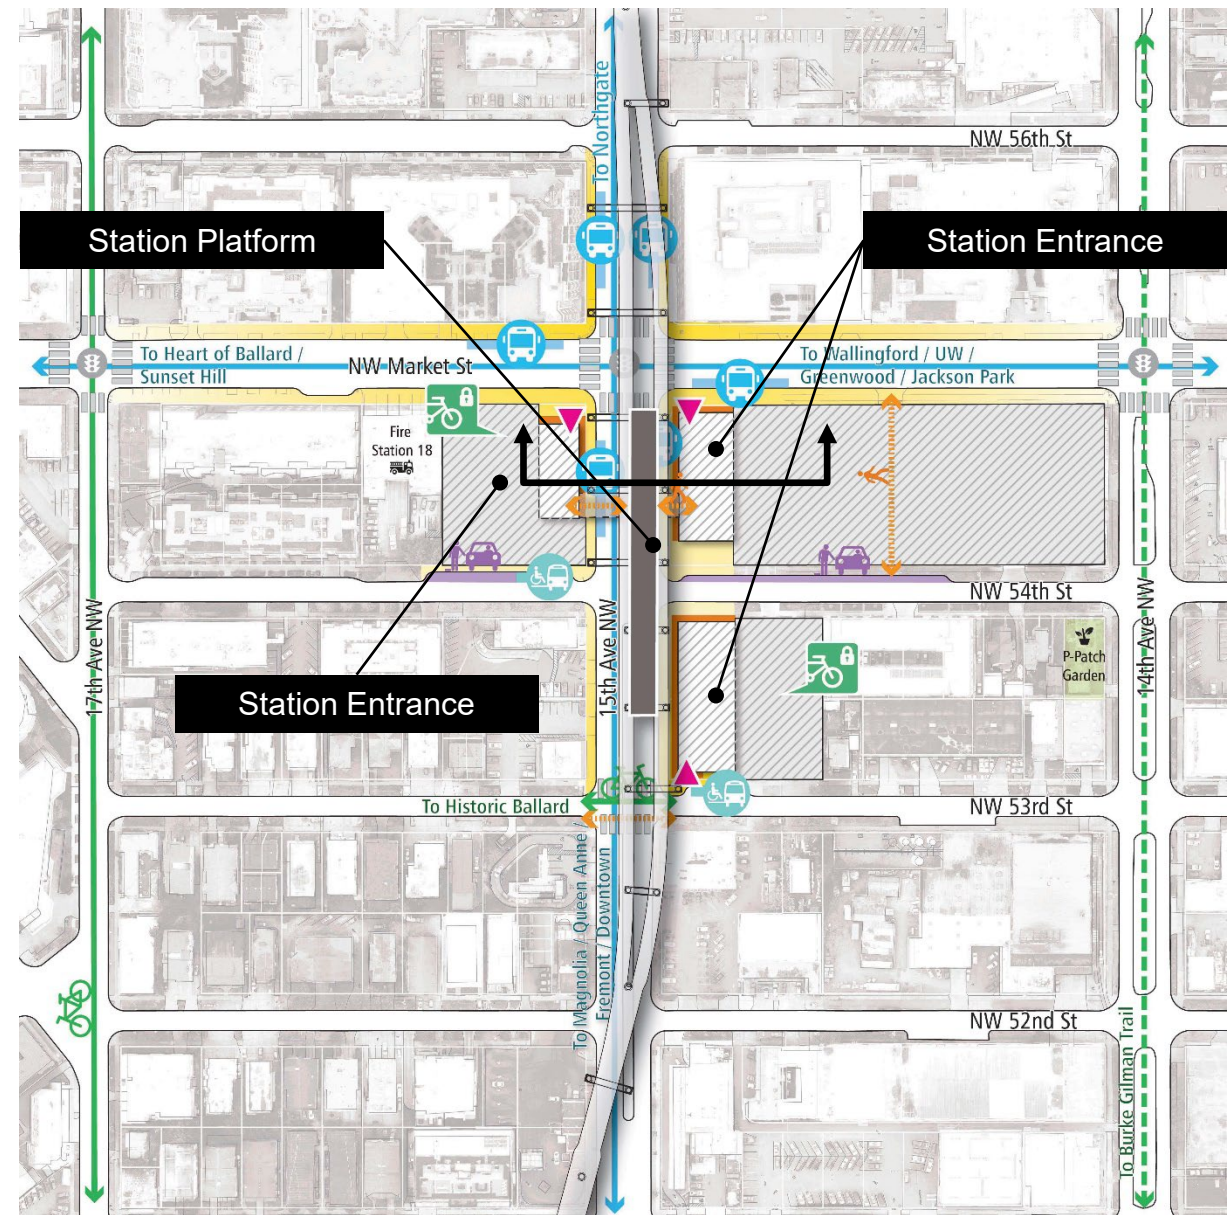 To Northgate
NW 56th St
Station Platform
Station Entrance
To Heart of Ballard /
Sunset Hill
NW Market St
To Wallingford / UW /
Greenwood / Jackson Park
Fire
Station 18
NW 54th St
17th Ave NW
15th Ave NW
14th Ave NW
P-Patch
Garden
Station Entrance
To Historic Ballard
NW 53rd St
To Magnolia / Queen Anne /
Fremont / Downtown
NW 52nd St
To Burke Gilman Trail